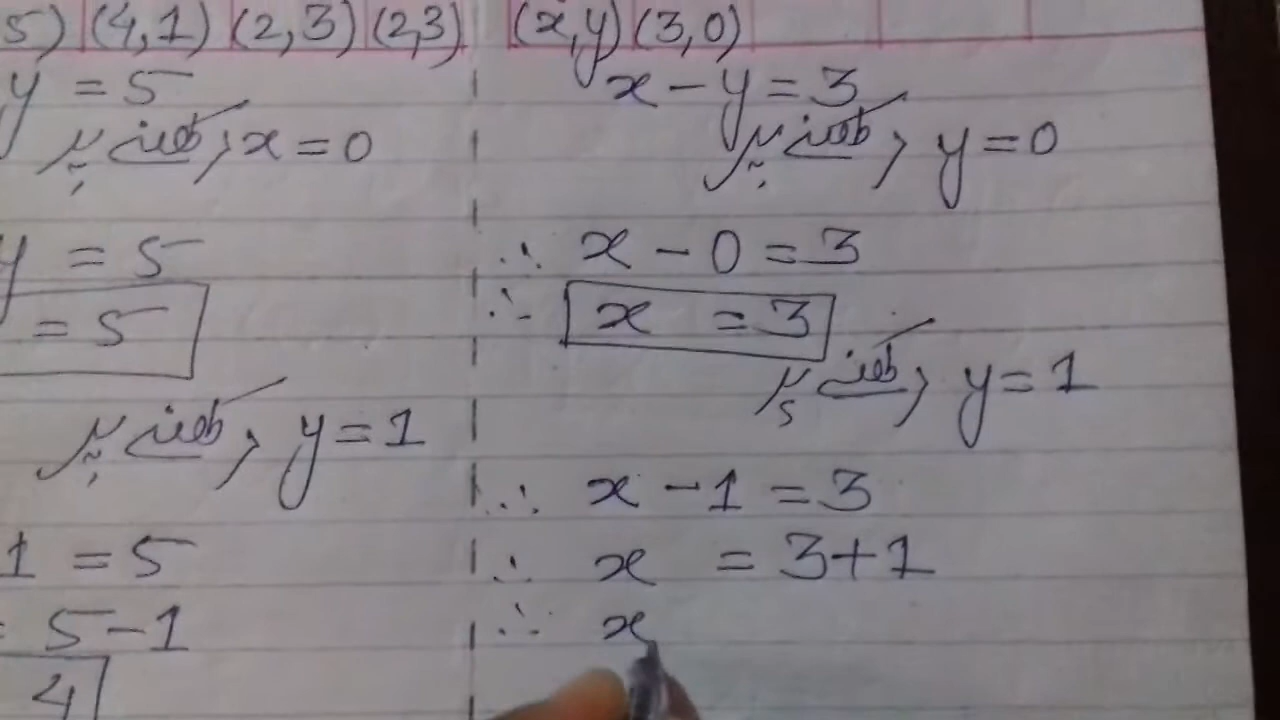 5) (4,1) (2,3) (2,3) (x,y) (3,0)
y = 5
x = 0 رکھنے پر
y = 5
= 5
y = 1 رکھنے پر
1 = 5
= 5 - 1
4
x - y = 3
y = 0 رکھنے پر
∴ x - 0 = 3
∴ x = 3
y = 1 رکھنے پر
∴ x - 1 = 3
∴ x = 3 + 1
∴ x